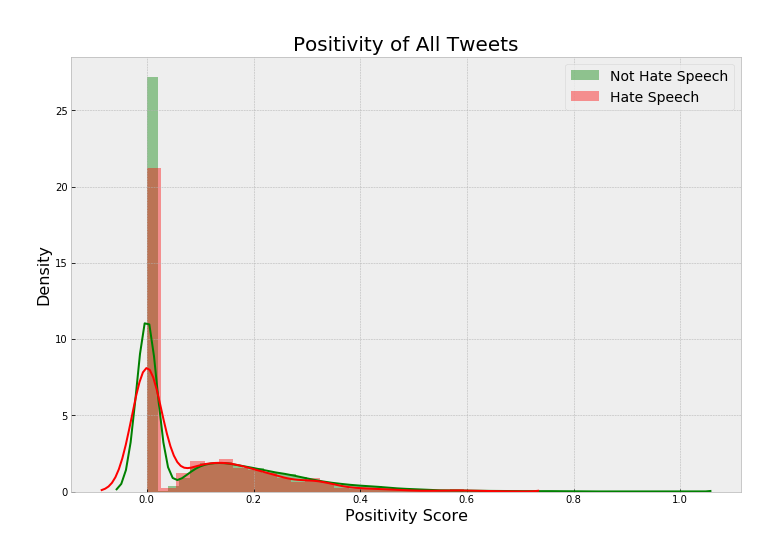 Positivity of All Tweets
Not Hate Speech
Hate Speech
Density
25
20
15
10
5
0
0.0 0.2 0.4 0.6 0.8 1.0
Positivity Score